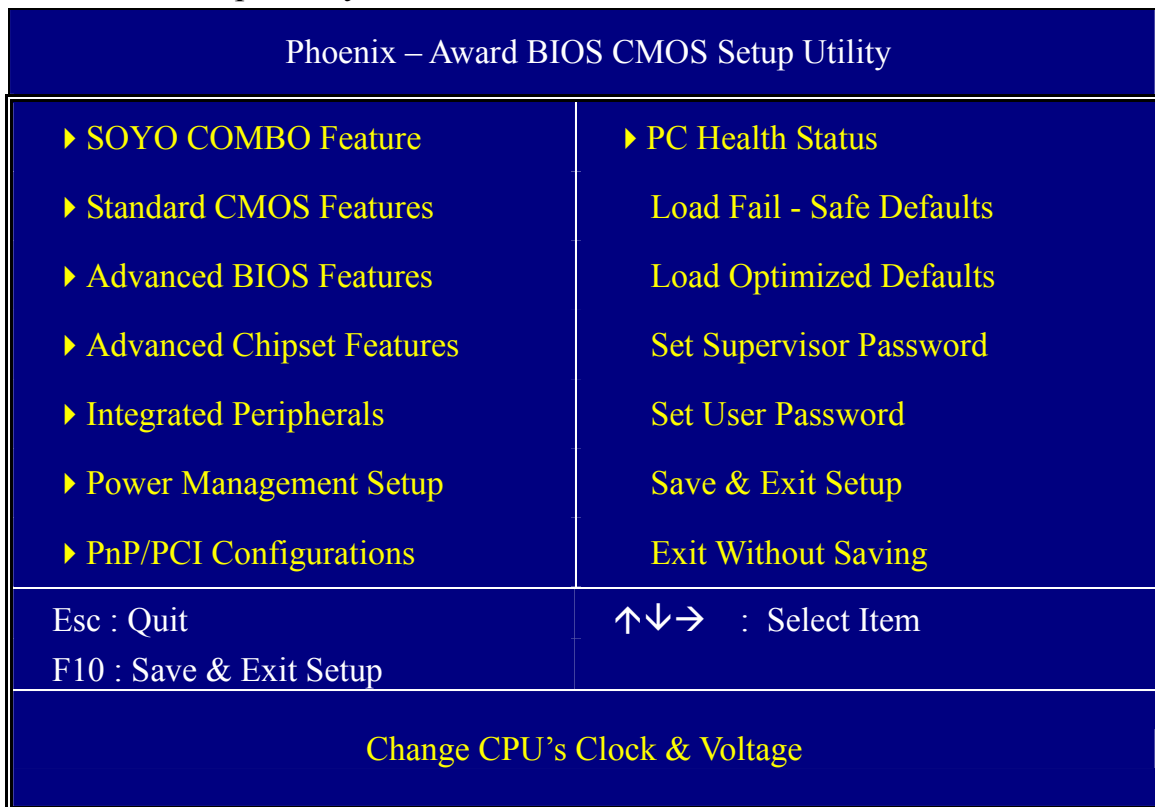 Phoenix – Award BIOS CMOS Setup Utility
SOYO COMBO Feature
Standard CMOS Features
Advanced BIOS Features
Advanced Chipset Features
Integrated Peripherals
Power Management Setup
PnP/PCI Configurations
PC Health Status
Load Fail - Safe Defaults
Load Optimized Defaults
Set Supervisor Password
Set User Password
Save & Exit Setup
Exit Without Saving
Esc : Quit
F10 : Save & Exit Setup
↑↓→ : Select Item
Change CPU’s Clock & Voltage